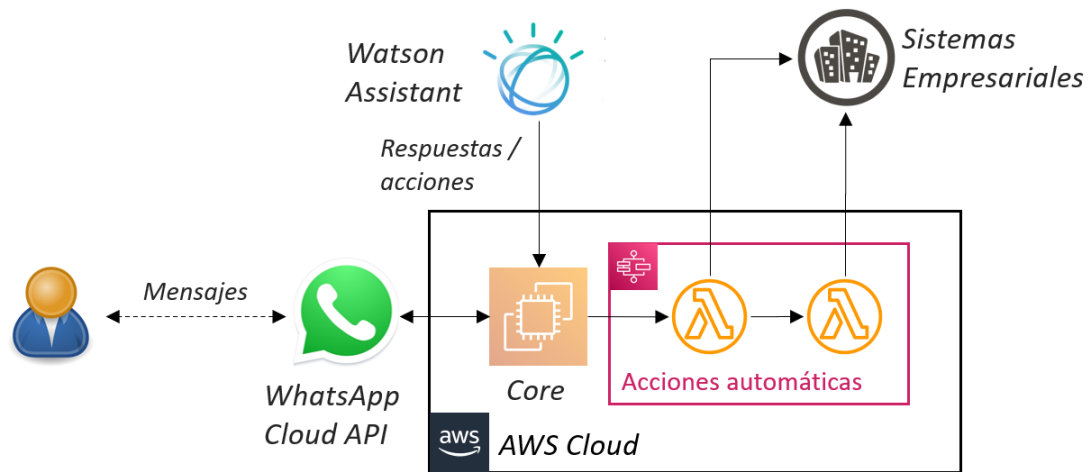 Watson
Assistant
Sistemas
Empresariales
Respuestas /
acciones
Mensajes
WhatsApp
Cloud API
Core
Acciones automáticas
aws
AWS Cloud